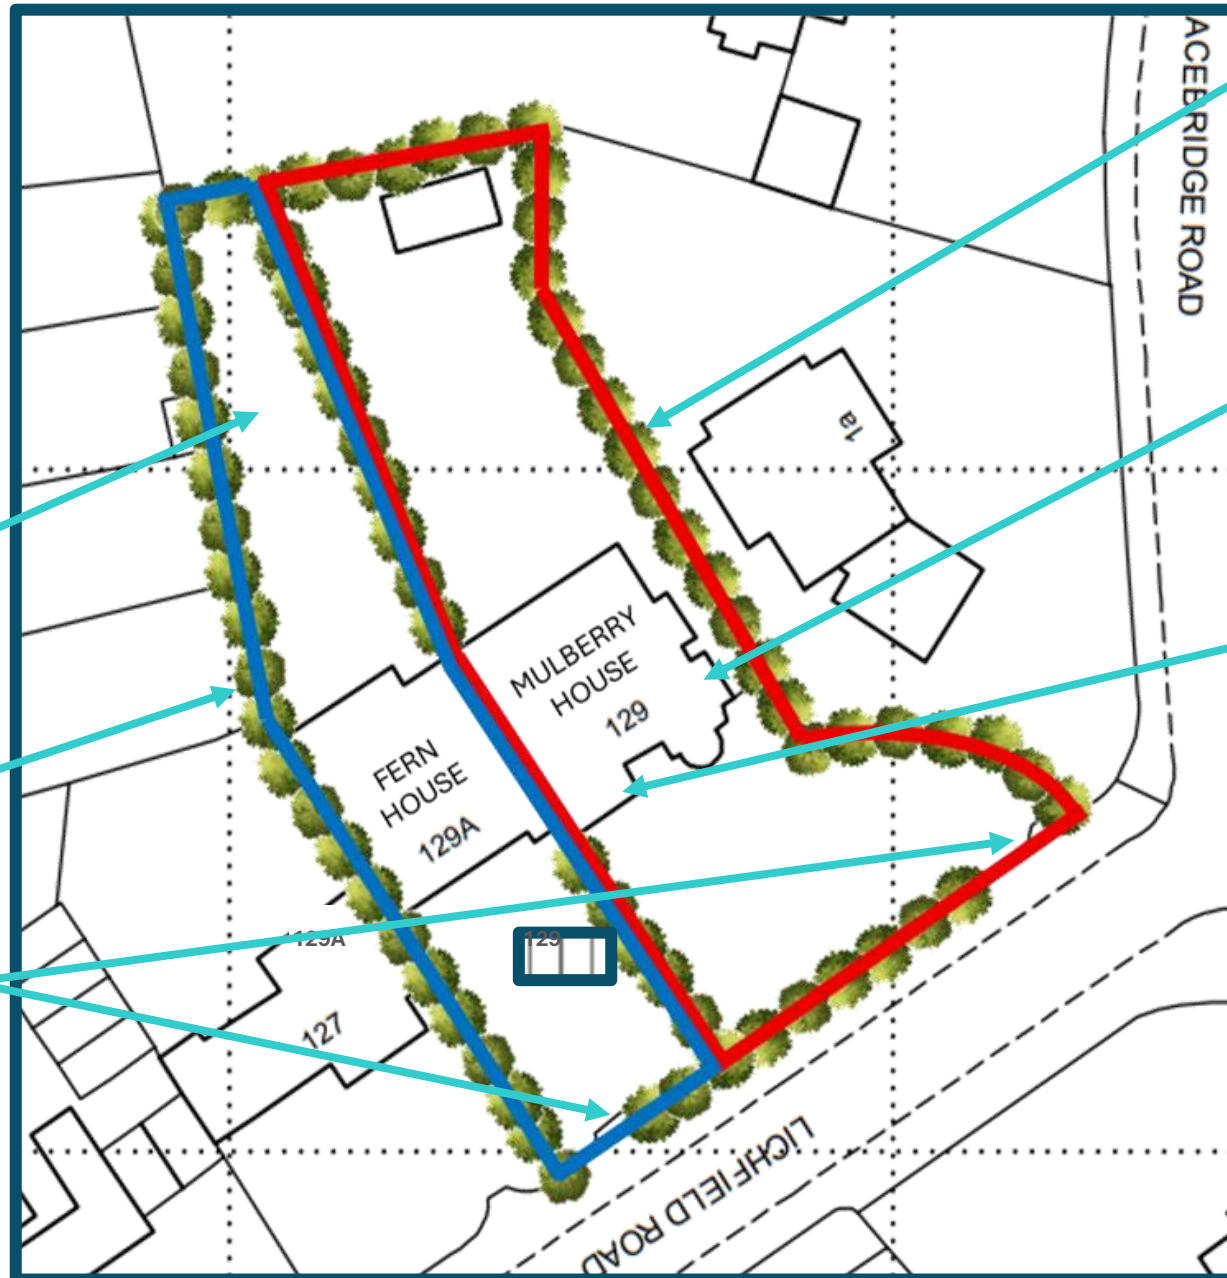 ACEBRIDGE ROAD
1a
MULBERRY
HOUSE
129
FERN
HOUSE
129A
129A
129
127
LICHFIELD ROAD